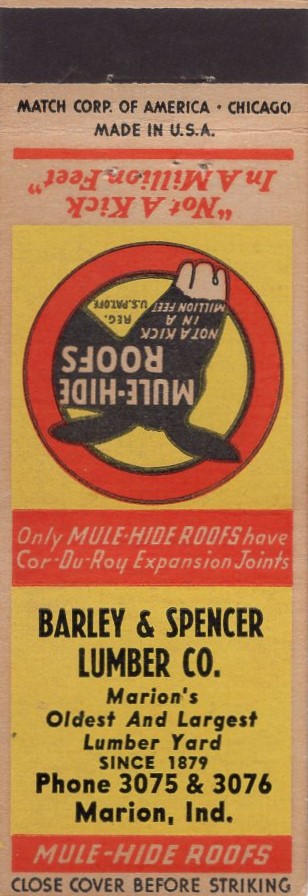 MATCH CORP. OF AMERICA · CHICAGO
MADE IN U.S.A.
"Not A Kick
In A Million Feet"
MULE-HIDE
ROOFS
NOT A KICK
IN A
MILLION FEET
REG.
U.S. PAT. OFF.
Only MULE-HIDE ROOFS have
Cor-Du-Roy Expansion Joints
BARLEY & SPENCER
LUMBER CO.
Marion's
Oldest And Largest
Lumber Yard
SINCE 1879
Phone 3075 & 3076
Marion, Ind.
MULE-HIDE ROOFS
CLOSE COVER BEFORE STRIKING